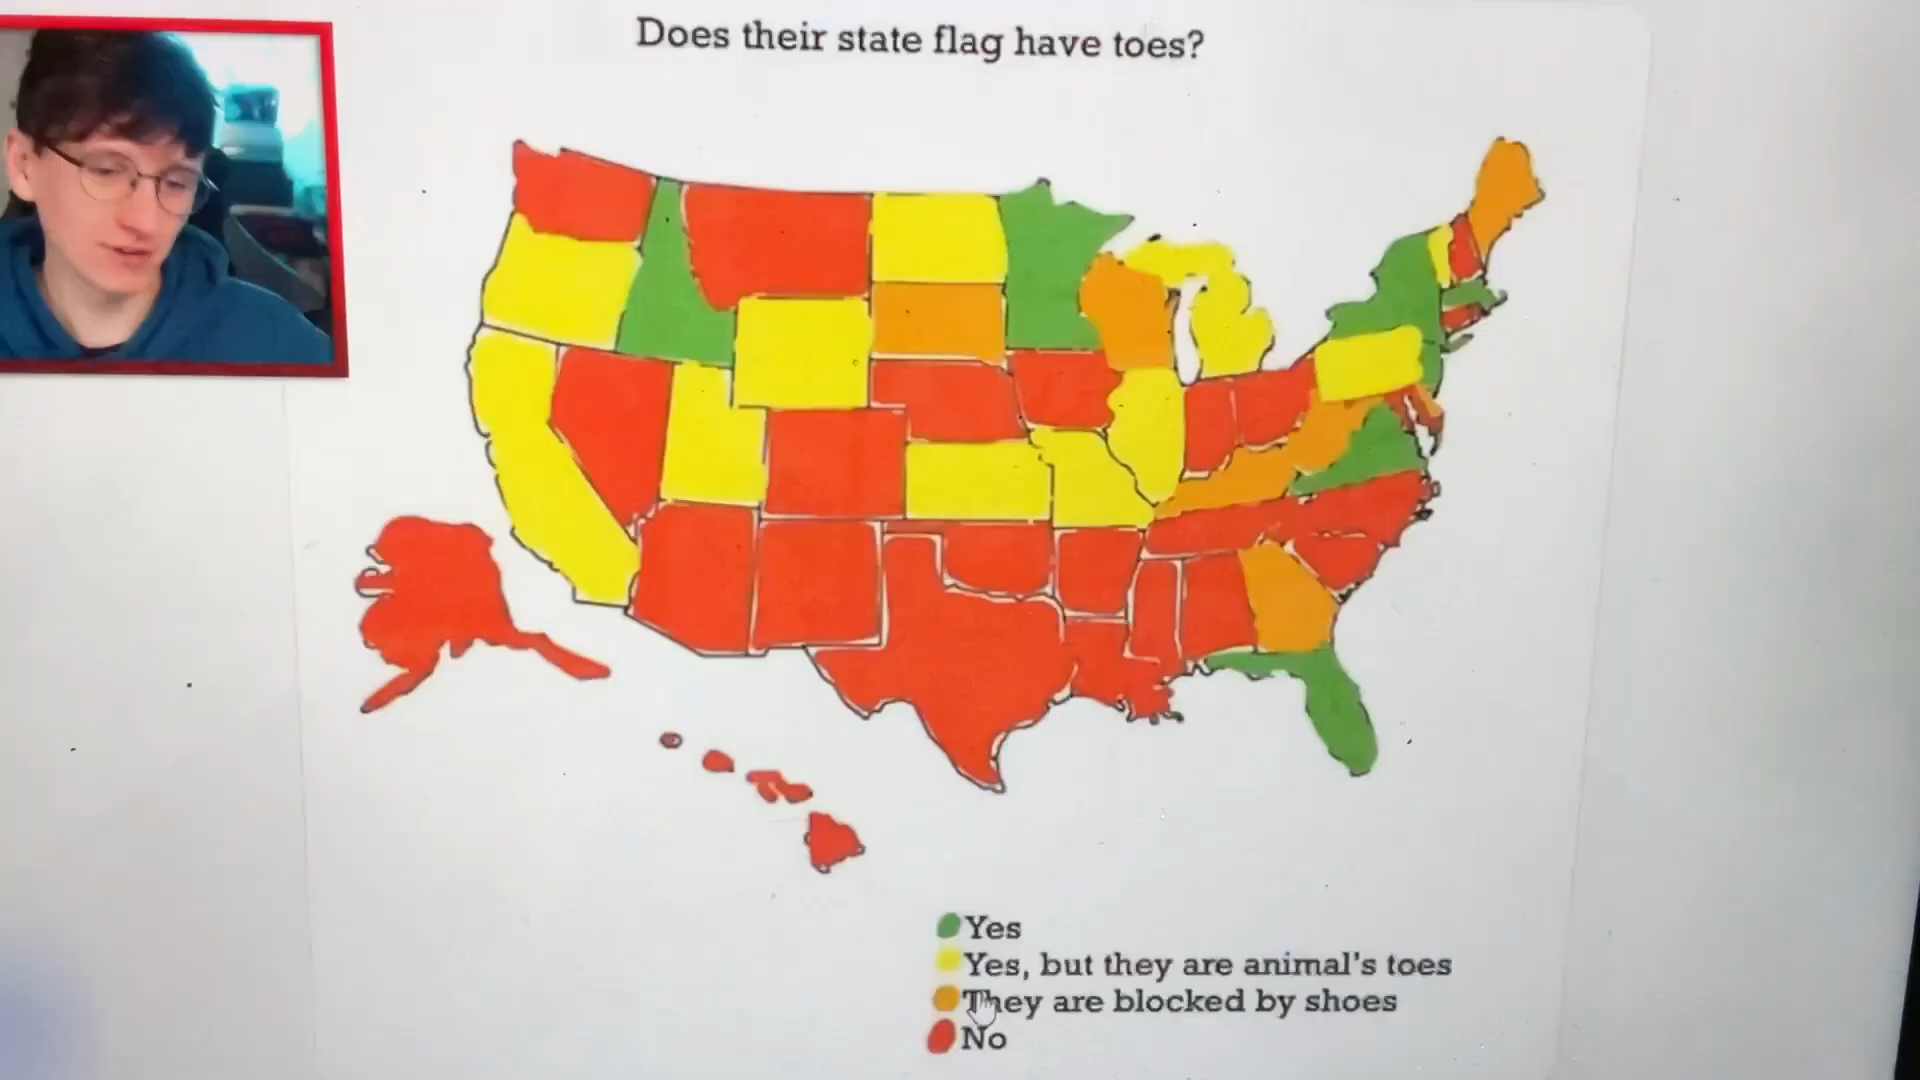 Does their state flag have toes?
Yes
Yes, but they are animal's toes
They are blocked by shoes
No